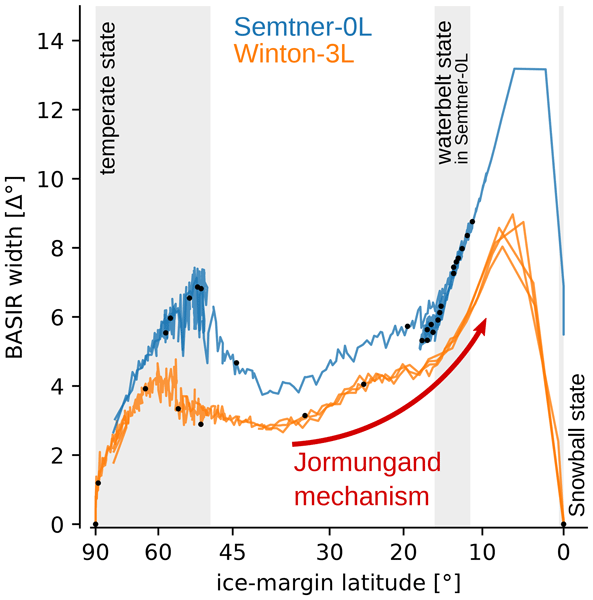 Semtner-0L
Winton-3L
temperate state
waterbelt state
in Semtner-0L
Snowball state
Jormungand
mechanism
BASIR width [Δ°]
14
12
10
8
6
4
2
0
90 60 45 30 20 10 0
ice-margin latitude [°]